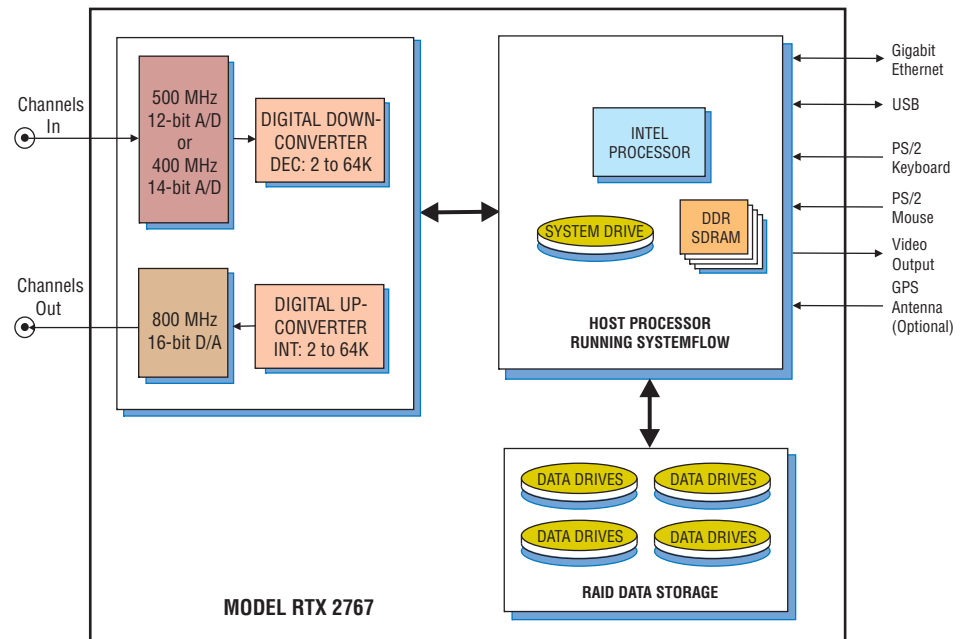 Channels
In
500 MHz
12-bit A/D
or
400 MHz
14-bit A/D
DIGITAL DOWN-
CONVERTER
DEC: 2 to 64K
Channels
Out
800 MHz
16-bit D/A
DIGITAL UP-
CONVERTER
INT: 2 to 64K
INTEL
PROCESSOR
SYSTEM DRIVE
DDR
SDRAM
HOST PROCESSOR
RUNNING SYSTEMFLOW
Gigabit
Ethernet
USB
PS/2
Keyboard
PS/2
Mouse
Video
Output
GPS
Antenna
(Optional)
DATA DRIVES
DATA DRIVES
DATA DRIVES
DATA DRIVES
RAID DATA STORAGE
MODEL RTX 2767